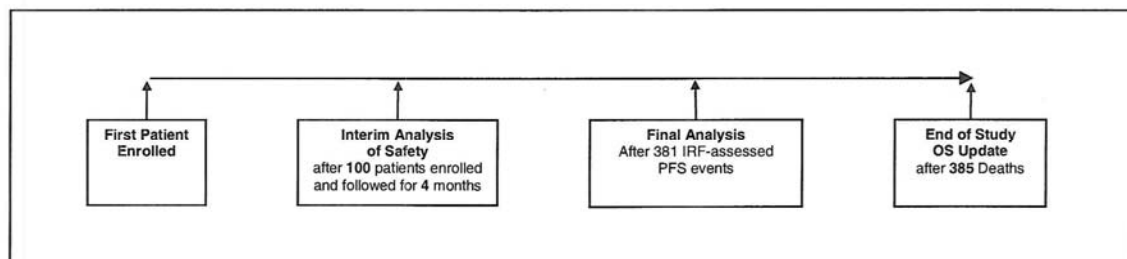 First Patient
Enrolled
Interim Analysis
of Safety
after 100 patients enrolled
and followed for 4 months
Final Analysis
After 381 IRF-assessed
PFS events
End of Study
OS Update
after 385 Deaths